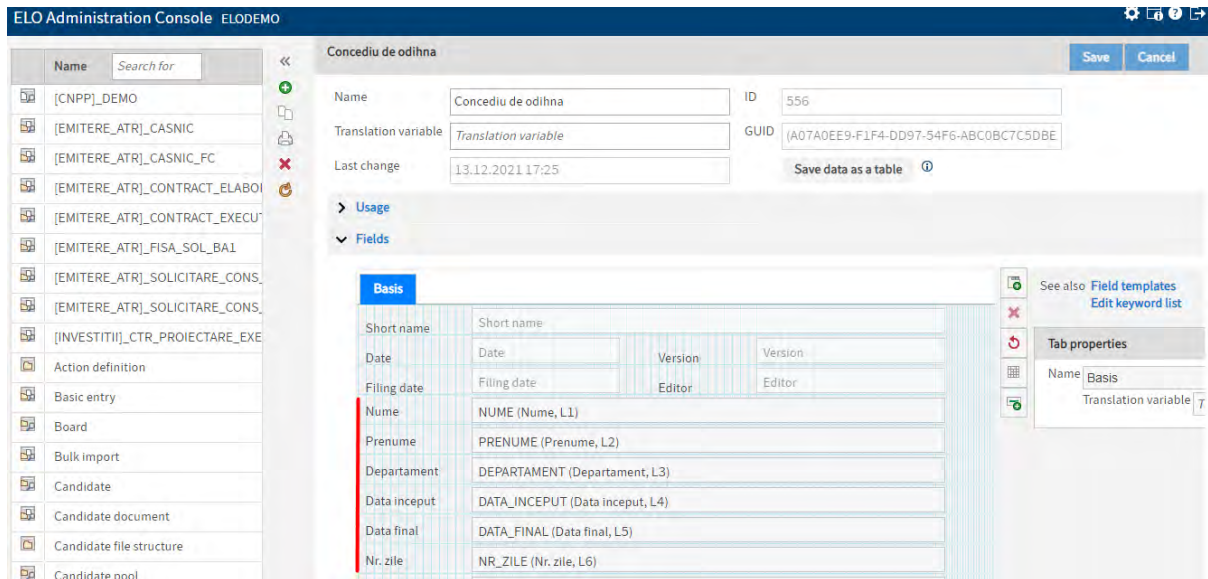 ELO Administration Console ELODEMO
Name Search for
[CNPP]_DEMO
[EMITERE_ATR]_CASNIC
[EMITERE_ATR]_CASNIC_FC
[EMITERE_ATR]_CONTRACT_ELABO
[EMITERE_ATR]_CONTRACT_EXECU
[EMITERE_ATR]_FISA_SOL_BA1
[EMITERE_ATR]_SOLICITARE_CONS_
[EMITERE_ATR]_SOLICITARE_CONS_
[INVESTITII]_CTR_PROIECTARE_EXE
Action definition
Basic entry
Board
Bulk import
Candidate
Candidate document
Candidate file structure
Candidate pool
Concediu de odihna
Save Cancel
Name Concediu de odihna ID 556
Translation variable Translation variable GUID (A07A0EE9-F1F4-DD97-54F6-ABC0BC7C5DBE
Last change 13.12.2021 17:25 Save data as a table
Usage
Fields
Basis
Short name Short name
Date Date Version Version
Filing date Filing date Editor Editor
Nume NUME (Nume, L1)
Prenume PRENUME (Prenume, L2)
Departament DEPARTAMENT (Departament, L3)
Data inceput DATA_INCEPUT (Data inceput, L4)
Data final DATA_FINAL (Data final, L5)
Nr. zile NR_ZILE (Nr. zile, L6)
See also Field templates
Edit keyword list
Tab properties
Name Basis
Translation variable T